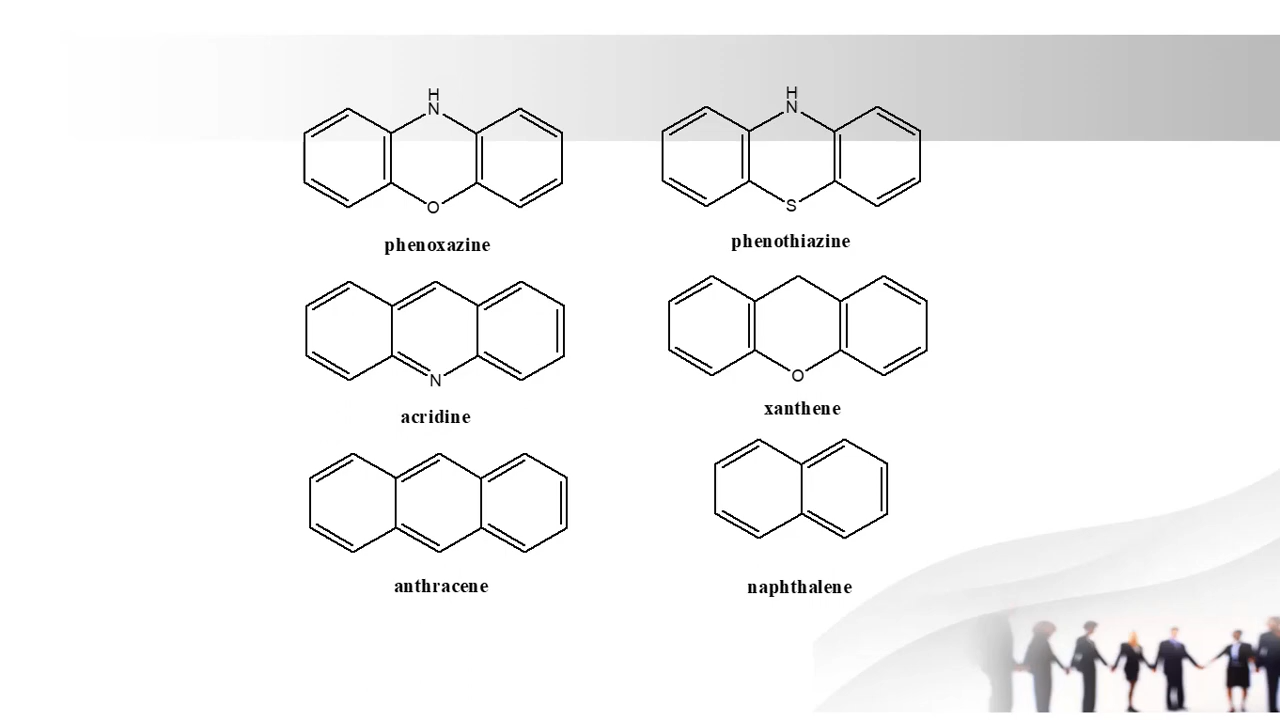 H
N
O
phenoxazine
H
N
S
phenothiazine
N
acridine
O
xanthene
anthracene
naphthalene